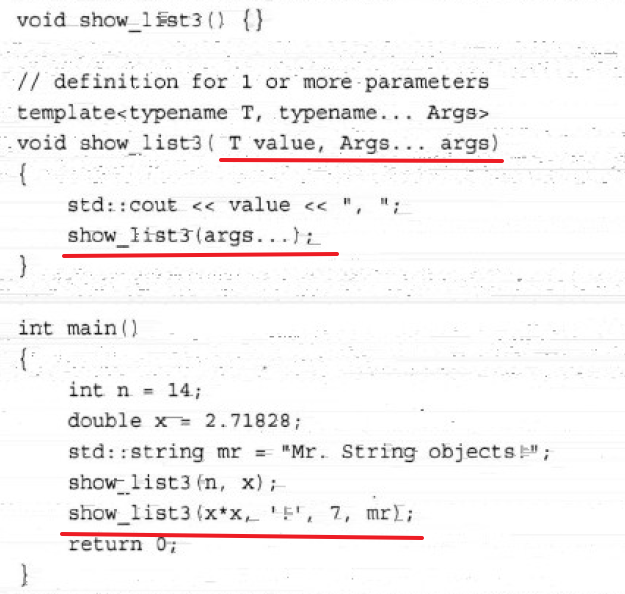 void show_list3() {}
// definition for 1 or more parameters
template<typename T, typename... Args>
void show_list3( T value, Args... args)
{
std::cout << value << ", ";
show_list3(args...);
}
int main()
{
int n = 14;
double x = 2.71828;
std::string mr = "Mr. String objects!";
show_list3(n, x);
show_list3(x*x, '!', 7, mr);
return 0;
}